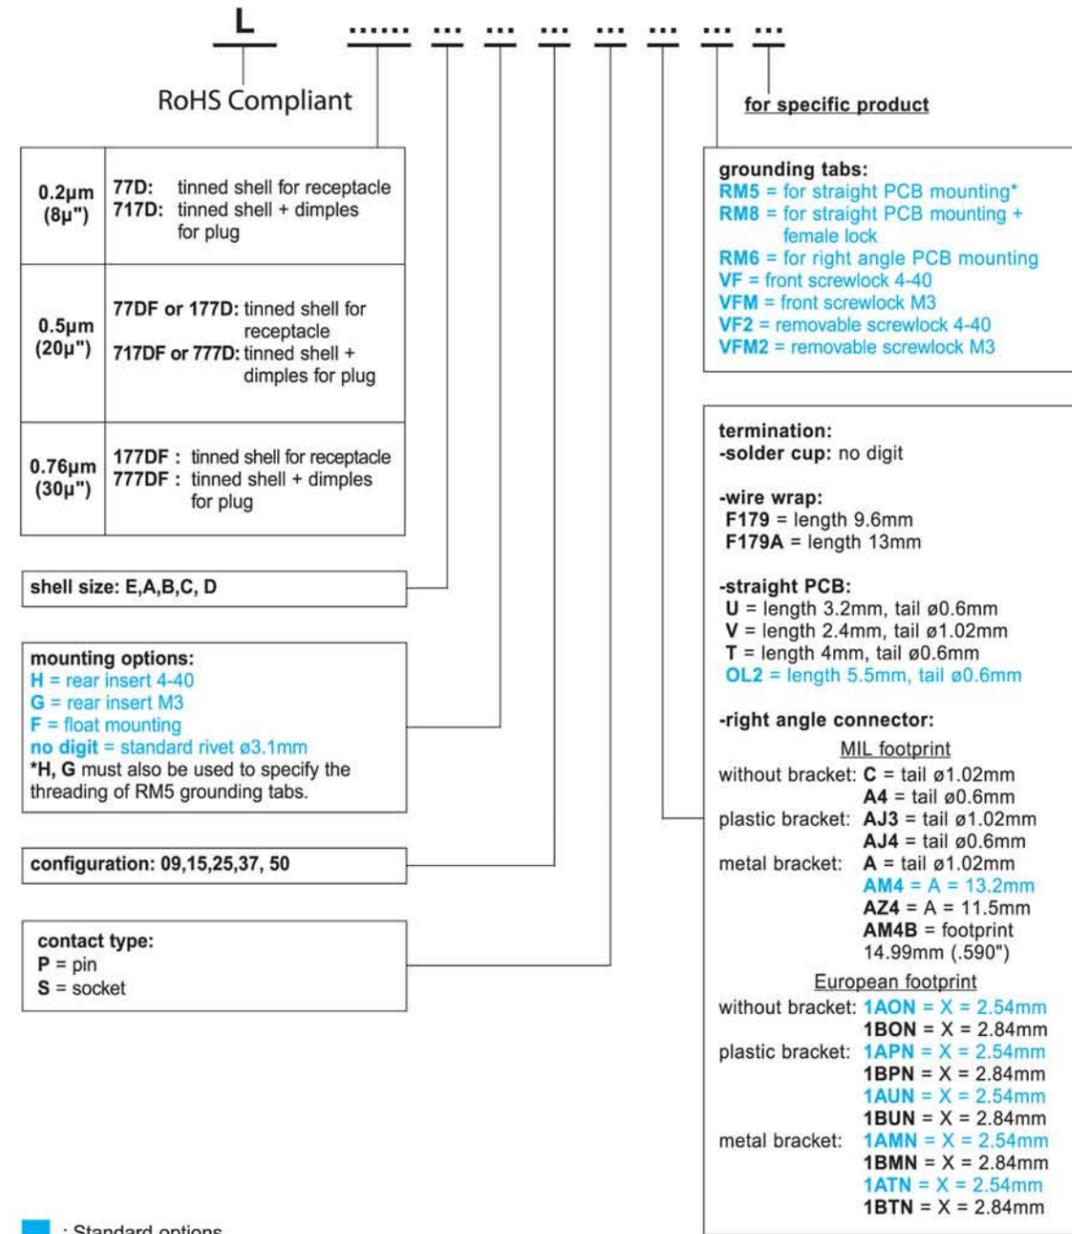 L ...... ... ... ... ... ... ... ...
RoHS Compliant
for specific product
0.2µm
(8µ")
77D: tinned shell for receptacle
717D: tinned shell + dimples
for plug
0.5µm
(20µ")
77DF or 177D: tinned shell for
receptacle
717DF or 777D: tinned shell +
dimples for plug
0.76µm
(30µ")
177DF : tinned shell for receptacle
777DF : tinned shell + dimples
for plug
shell size: E,A,B,C, D
mounting options:
H = rear insert 4-40
G = rear insert M3
F = float mounting
no digit = standard rivet ø3.1mm
*H, G must also be used to specify the
threading of RM5 grounding tabs.
configuration: 09,15,25,37, 50
contact type:
P = pin
S = socket
grounding tabs:
RM5 = for straight PCB mounting*
RM8 = for straight PCB mounting +
female lock
RM6 = for right angle PCB mounting
VF = front screwlock 4-40
VFM = front screwlock M3
VF2 = removable screwlock 4-40
VFM2 = removable screwlock M3
termination:
-solder cup: no digit
-wire wrap:
F179 = length 9.6mm
F179A = length 13mm
-straight PCB:
U = length 3.2mm, tail ø0.6mm
V = length 2.4mm, tail ø1.02mm
T = length 4mm, tail ø0.6mm
OL2 = length 5.5mm, tail ø0.6mm
-right angle connector:
MIL footprint
without bracket: C = tail ø1.02mm
A4 = tail ø0.6mm
plastic bracket: AJ3 = tail ø1.02mm
AJ4 = tail ø0.6mm
metal bracket: A = tail ø1.02mm
AM4 = A = 13.2mm
AZ4 = A = 11.5mm
AM4B = footprint
14.99mm (.590")
European footprint
without bracket: 1AON = X = 2.54mm
1BON = X = 2.84mm
plastic bracket: 1APN = X = 2.54mm
1BPN = X = 2.84mm
1AUN = X = 2.54mm
1BUN = X = 2.84mm
metal bracket: 1AMN = X = 2.54mm
1BMN = X = 2.84mm
1ATN = X = 2.54mm
1BTN = X = 2.84mm
: Standard options